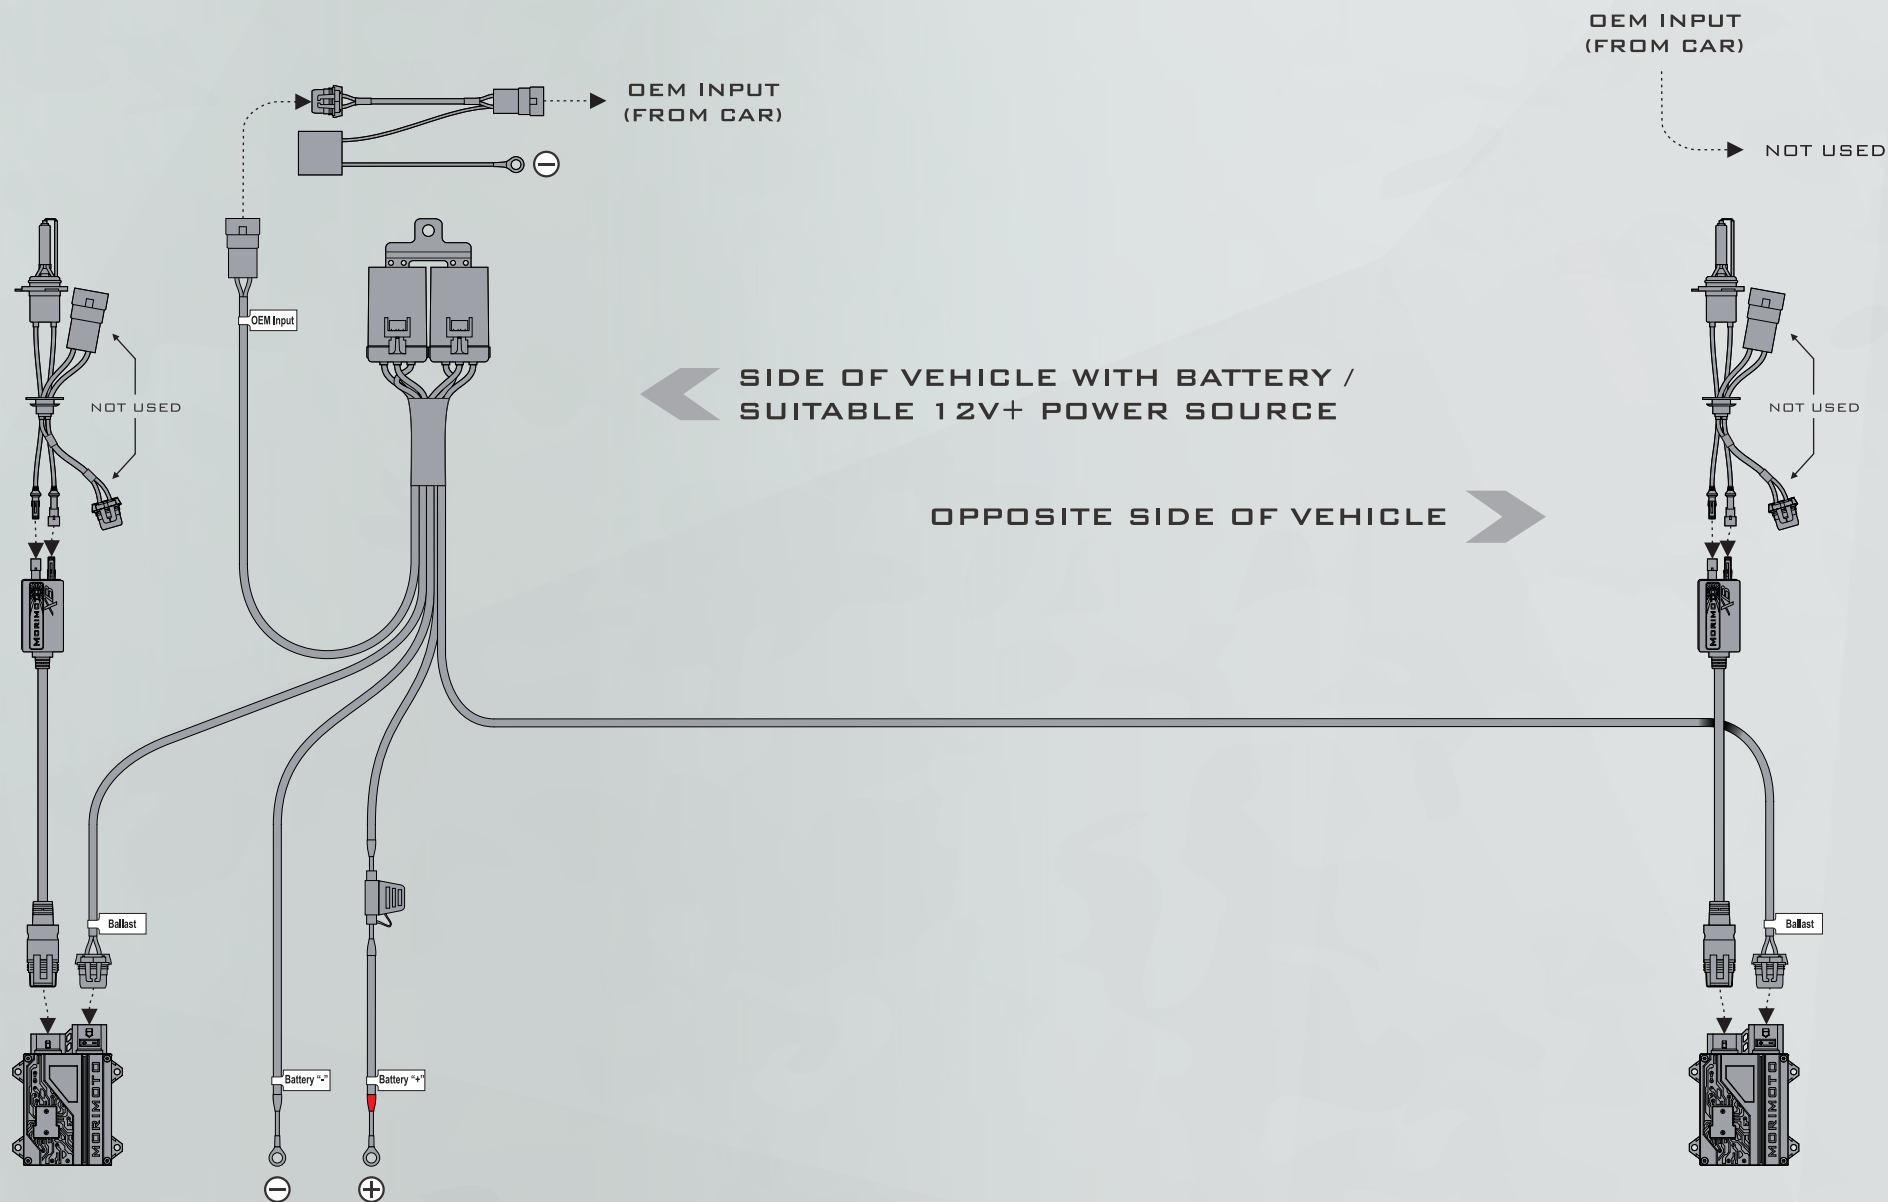 OEM INPUT
(FROM CAR)
OEM INPUT
(FROM CAR)
NOT USED
OEM Input
SIDE OF VEHICLE WITH BATTERY /
SUITABLE 12V+ POWER SOURCE
NOT USED
NOT USED
OPPOSITE SIDE OF VEHICLE
MORIMOTO
MORIMOTO
Ballast
Ballast
Battery "-"
Battery "+"
MORIMOTO
MORIMOTO